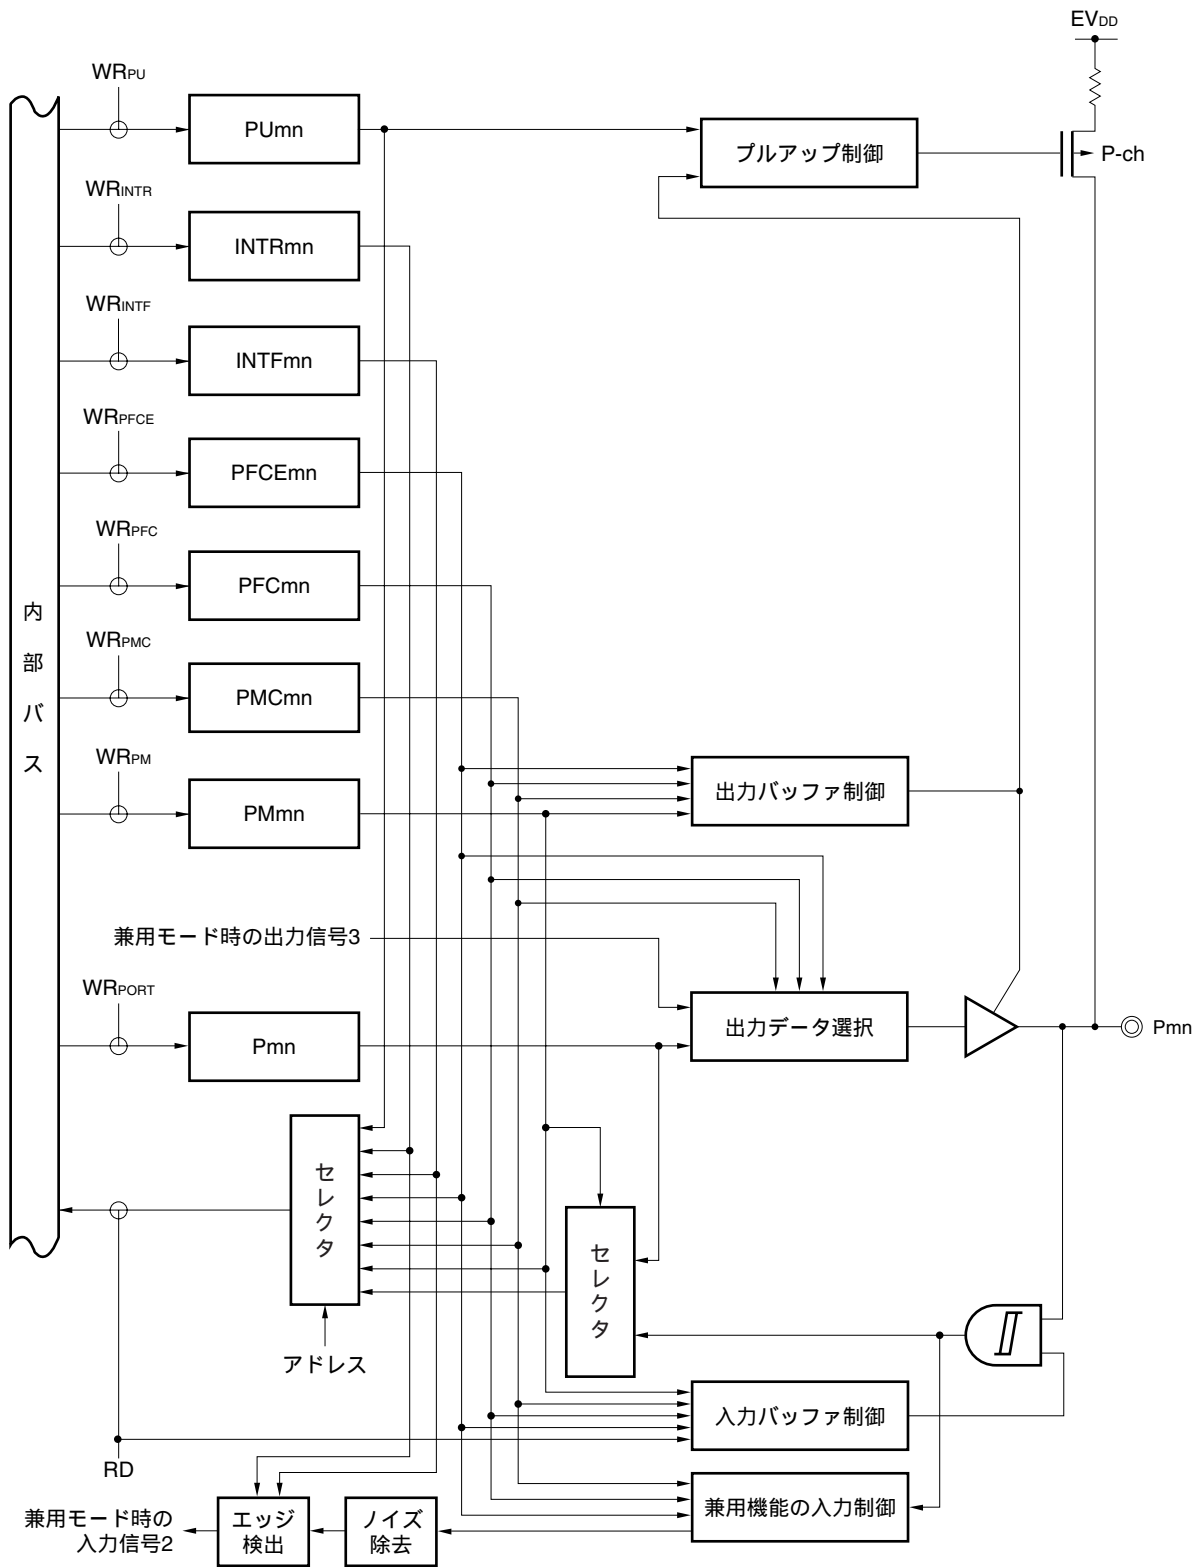 EVDD
WRPU
PUmn
プルアップ制御
P-ch
WRINTR
INTRmn
WRINTF
INTFmn
WRPFCE
PFCEmn
WRPFC
PFCmn
内部バス
WRPMC
PMCmn
WRPM
PMmn
出力バッファ制御
兼用モード時の出力信号3
WRPORT
Pmn
出力データ選択
Pmn
セレクタ
セレクタ
アドレス
入力バッファ制御
RD
兼用機能の入力制御
兼用モード時の
入力信号2
エッジ
検出
ノイズ
除去